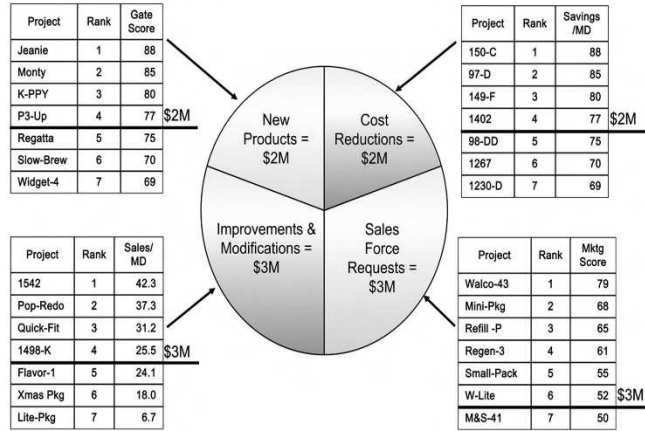 Project Rank Gate Score
Jeanie 1 88
Monty 2 85
K-PPY 3 80
P3-Up 4 77 $2M
Regatta 5 75
Slow-Brew 6 70
Widget-4 7 69
Project Rank Savings /MD
150-C 1 88
97-D 2 85
149-F 3 80
1402 4 77 $2M
98-DD 5 75
1267 6 70
1230-D 7 69
New
Products =
$2M
Cost
Reductions =
$2M
Improvements &
Modifications =
$3M
Sales
Force
Requests =
$3M
Project Rank Sales/ MD
1542 1 42.3
Pop-Redo 2 37.3
Quick-Fit 3 31.2
1498-K 4 25.5 $3M
Flavor-1 5 24.1
Xmas Pkg 6 18.0
Lite-Pkg 7 6.7
Project Rank Mktg Score
Walco-43 1 79
Mini-Pkg 2 68
Refill -P 3 65
Regen-3 4 61
Small-Pack 5 55
W-Lite 6 52 $3M
M&S-41 7 50